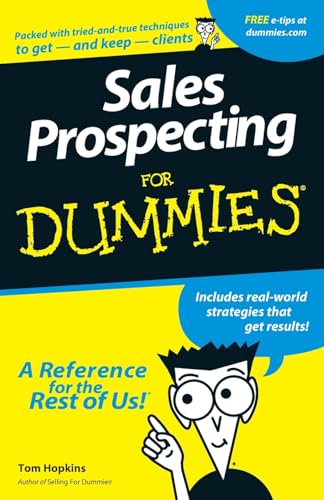 Packed with tried-and-true techniques
to get — and keep — clients
FREE e-tips at
dummies.com
Sales
Prospecting
FOR
DUMMIES®
Includes real-world
strategies that
get results!
A Reference
for the
Rest of Us!™
Tom Hopkins
Author of Selling For Dummies